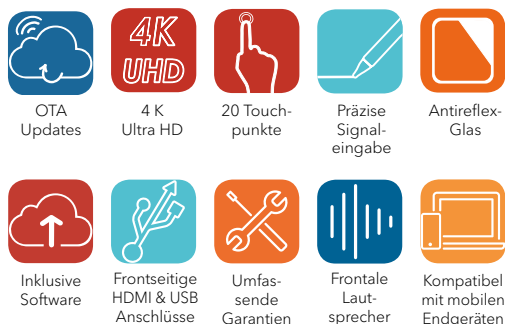 4K
UHD
OTA
Updates
4 K
Ultra HD
20 Touch-
punkte
Präzise
Signal-
eingabe
Antireflex-
Glas
Inklusive
Software
Frontseitige
HDMI & USB
Anschlüsse
Umfas-
sende
Garantien
Frontale
Laut-
sprecher
Kompatibel
mit mobilen
Endgeräten